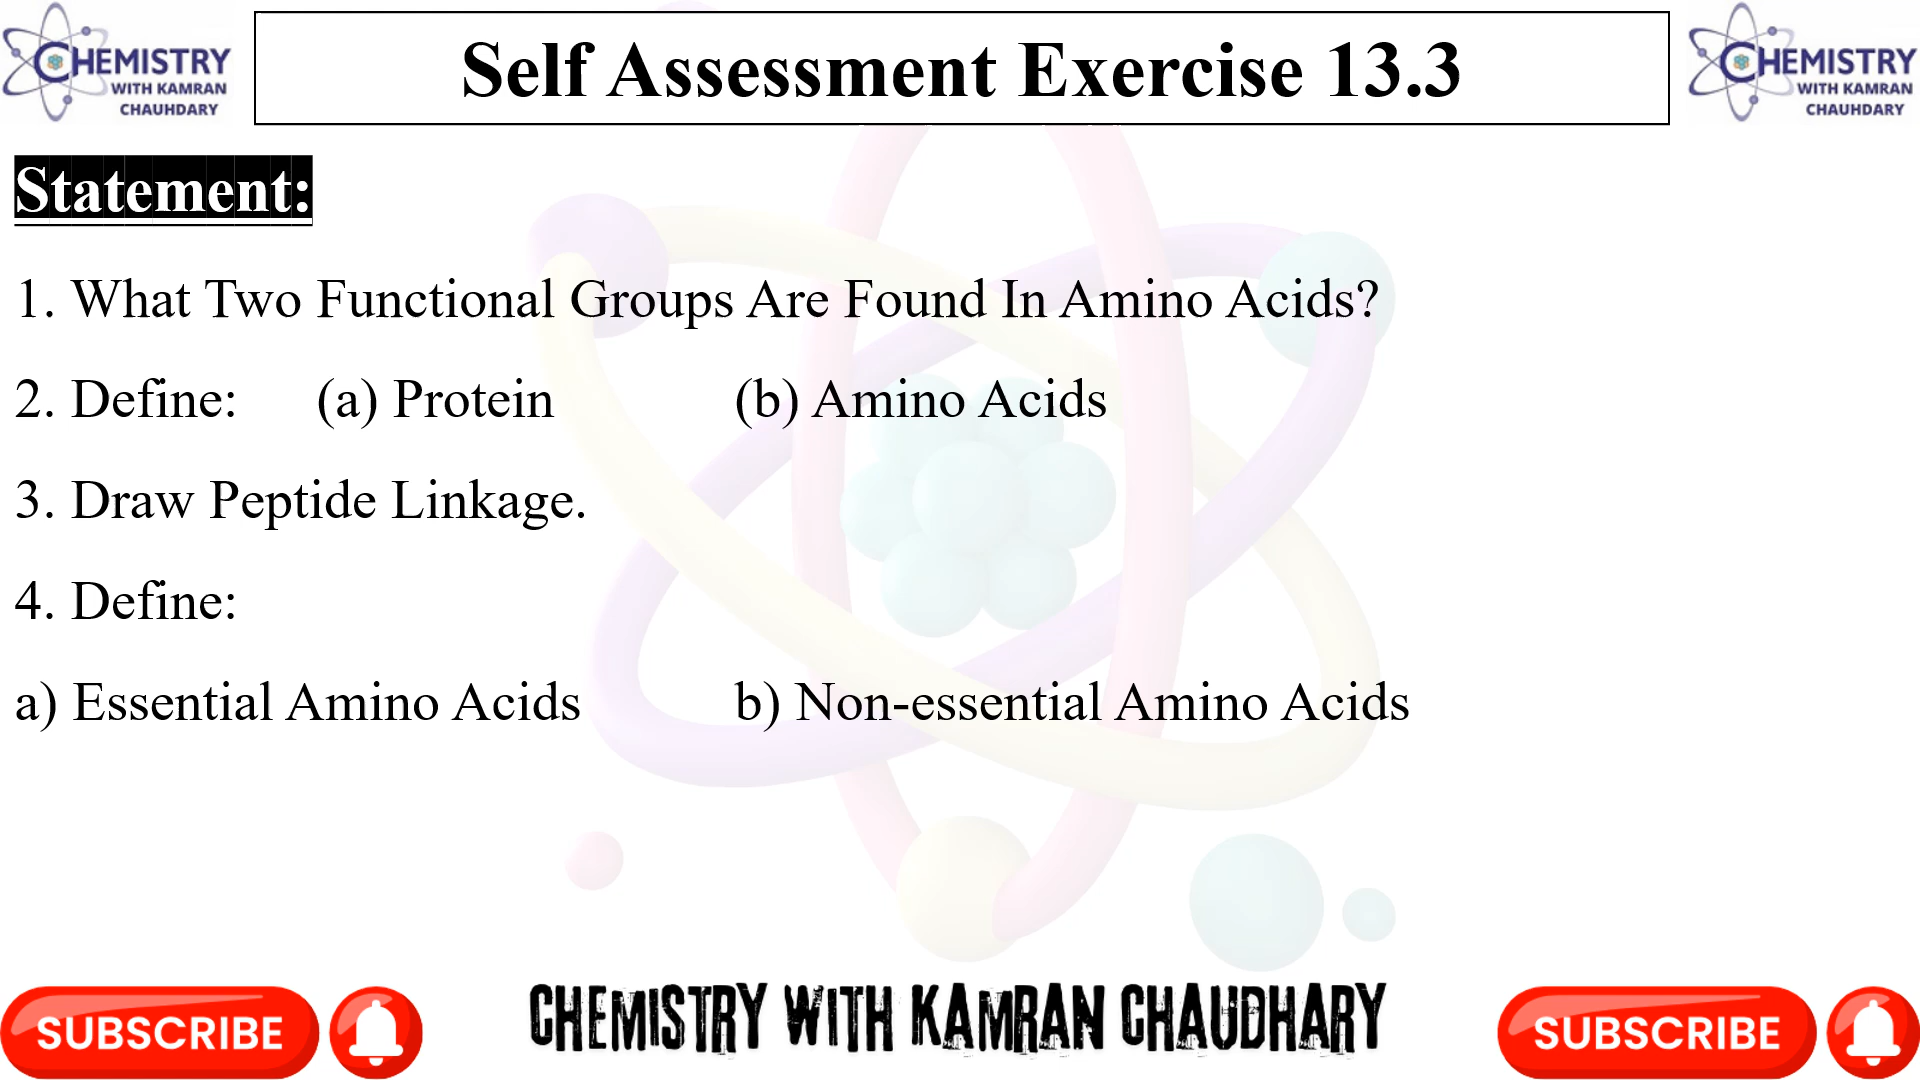 CHEMISTRY
WITH KAMRAN
CHAUHDARY
Self Assessment Exercise 13.3
CHEMISTRY
WITH KAMRAN
CHAUHDARY
Statement:
1. What Two Functional Groups Are Found In Amino Acids?
2. Define: (a) Protein (b) Amino Acids
3. Draw Peptide Linkage.
4. Define:
a) Essential Amino Acids b) Non-essential Amino Acids
SUBSCRIBE
CHEMISTRY WITH KAMRAN CHAUDHARY
SUBSCRIBE